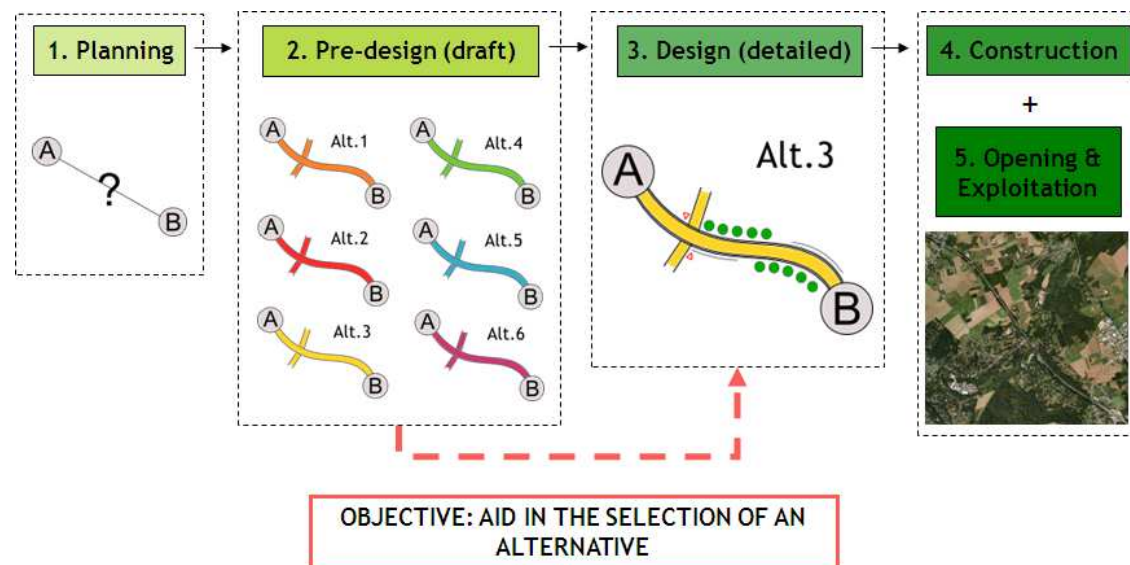 1. Planning
2. Pre-design (draft)
3. Design (detailed)
4. Construction
+
5. Opening &
Exploitation
A
?
B
A
Alt.1
B
A
Alt.4
B
A
Alt.2
B
A
Alt.5
B
A
Alt.3
B
A
Alt.6
B
Alt.3
A
B
OBJECTIVE: AID IN THE SELECTION OF AN
ALTERNATIVE